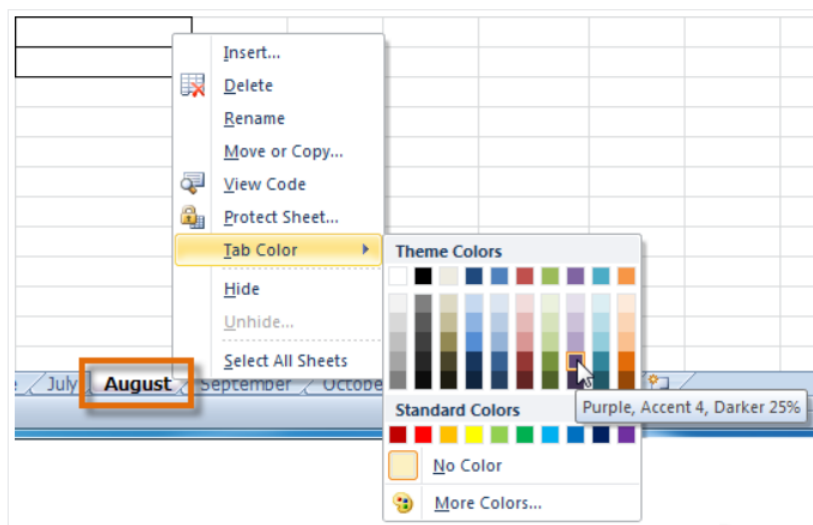 Insert...
Delete
Rename
Move or Copy...
View Code
Protect Sheet...
Tab Color
Theme Colors
Hide
Unhide...
Select All Sheets
July August September Octobe
Purple, Accent 4, Darker 25%
Standard Colors
No Color
More Colors...